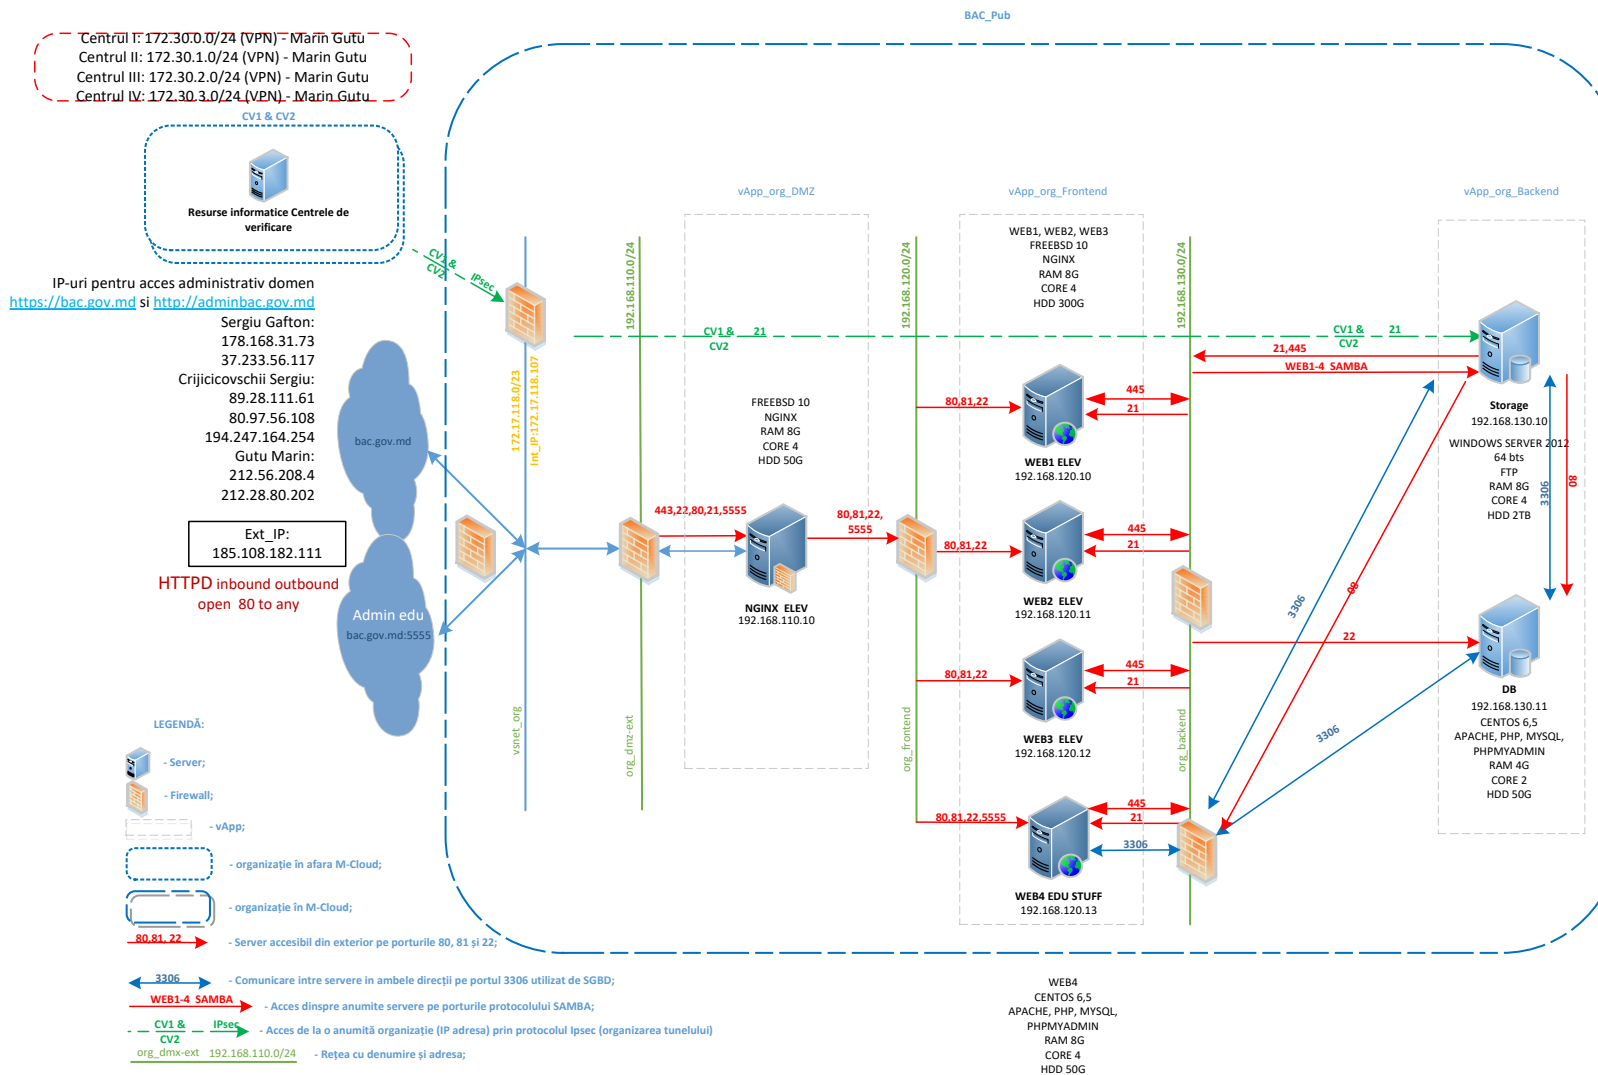 BAC_Pub
Centrul I: 172.30.0.0/24 (VPN) - Marin Gutu
Centrul II: 172.30.1.0/24 (VPN) - Marin Gutu
Centrul III: 172.30.2.0/24 (VPN) - Marin Gutu
Centrul IV: 172.30.3.0/24 (VPN) - Marin Gutu
CV1 & CV2
Resurse informatice Centrele de
verificare
CV1 &
CV2
IPsec
IP-uri pentru acces administrativ domen
https://bac.gov.md si http://adminbac.gov.md
Sergiu Gafton:
178.168.31.73
37.233.56.117
Crijicicovschii Sergiu:
89.28.111.61
80.97.56.108
194.247.164.254
Gutu Marin:
212.56.208.4
212.28.80.202
Ext_IP:
185.108.182.111
HTTPD inbound outbound
open 80 to any
bac.gov.md
Admin edu
bac.gov.md:5555
172.17.118.0/23
Int_IP:172.17.118.107
vsnet_org
192.168.110.0/24
org_dmz-ext
vApp_org_DMZ
CV1 &
CV2
21
FREEBSD 10
NGINX
RAM 8G
CORE 4
HDD 50G
443,22,80,21,5555
NGINX ELEV
192.168.110.10
80,81,22,
5555
192.168.120.0/24
org_frontend
vApp_org_Frontend
WEB1, WEB2, WEB3
FREEBSD 10
NGINX
RAM 8G
CORE 4
HDD 300G
80,81,22
445
21
WEB1 ELEV
192.168.120.10
80,81,22
445
21
WEB2 ELEV
192.168.120.11
80,81,22
445
21
WEB3 ELEV
192.168.120.12
80,81,22,5555
445
21
3306
WEB4 EDU STUFF
192.168.120.13
192.168.130.0/24
org_backend
vApp_org_Backend
CV1 &
CV2
21
21,445
WEB1-4 SAMBA
Storage
192.168.130.10
WINDOWS SERVER 2012
64 bts
FTP
RAM 8G
CORE 4
HDD 2TB
3306
80
3306
80
22
3306
DB
192.168.130.11
CENTOS 6,5
APACHE, PHP, MYSQL,
PHPMYADMIN
RAM 4G
CORE 2
HDD 50G
WEB4
CENTOS 6,5
APACHE, PHP, MYSQL,
PHPMYADMIN
RAM 8G
CORE 4
HDD 50G
LEGENDĂ:
- Server;
- Firewall;
- vApp;
- organizație în afara M-Cloud;
- organizație în M-Cloud;
80,81, 22
- Server accesibil din exterior pe porturile 80, 81 și 22;
3306
- Comunicare intre servere in ambele direcții pe portul 3306 utilizat de SGBD;
WEB1-4 SAMBA
- Acces dinspre anumite servere pe porturile protocolului SAMBA;
CV1 &
CV2
IPsec
- Acces de la o anumită organizație (IP adresa) prin protocolul Ipsec (organizarea tunelului)
org_dmx-ext 192.168.110.0/24
- Rețea cu denumire și adresa;